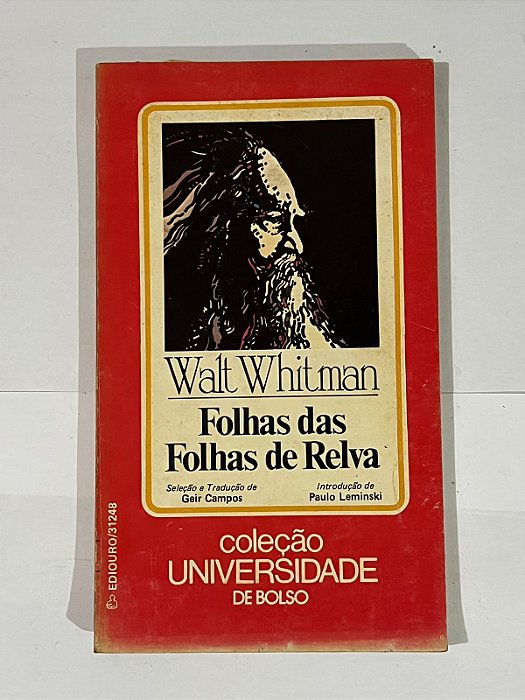 Walt Whitman
Folhas das
Folhas de Relva
Seleção e Tradução de
Geir Campos
Introdução de
Paulo Leminski
coleção
UNIVERSIDADE
DE BOLSO
EDIOURO/31248